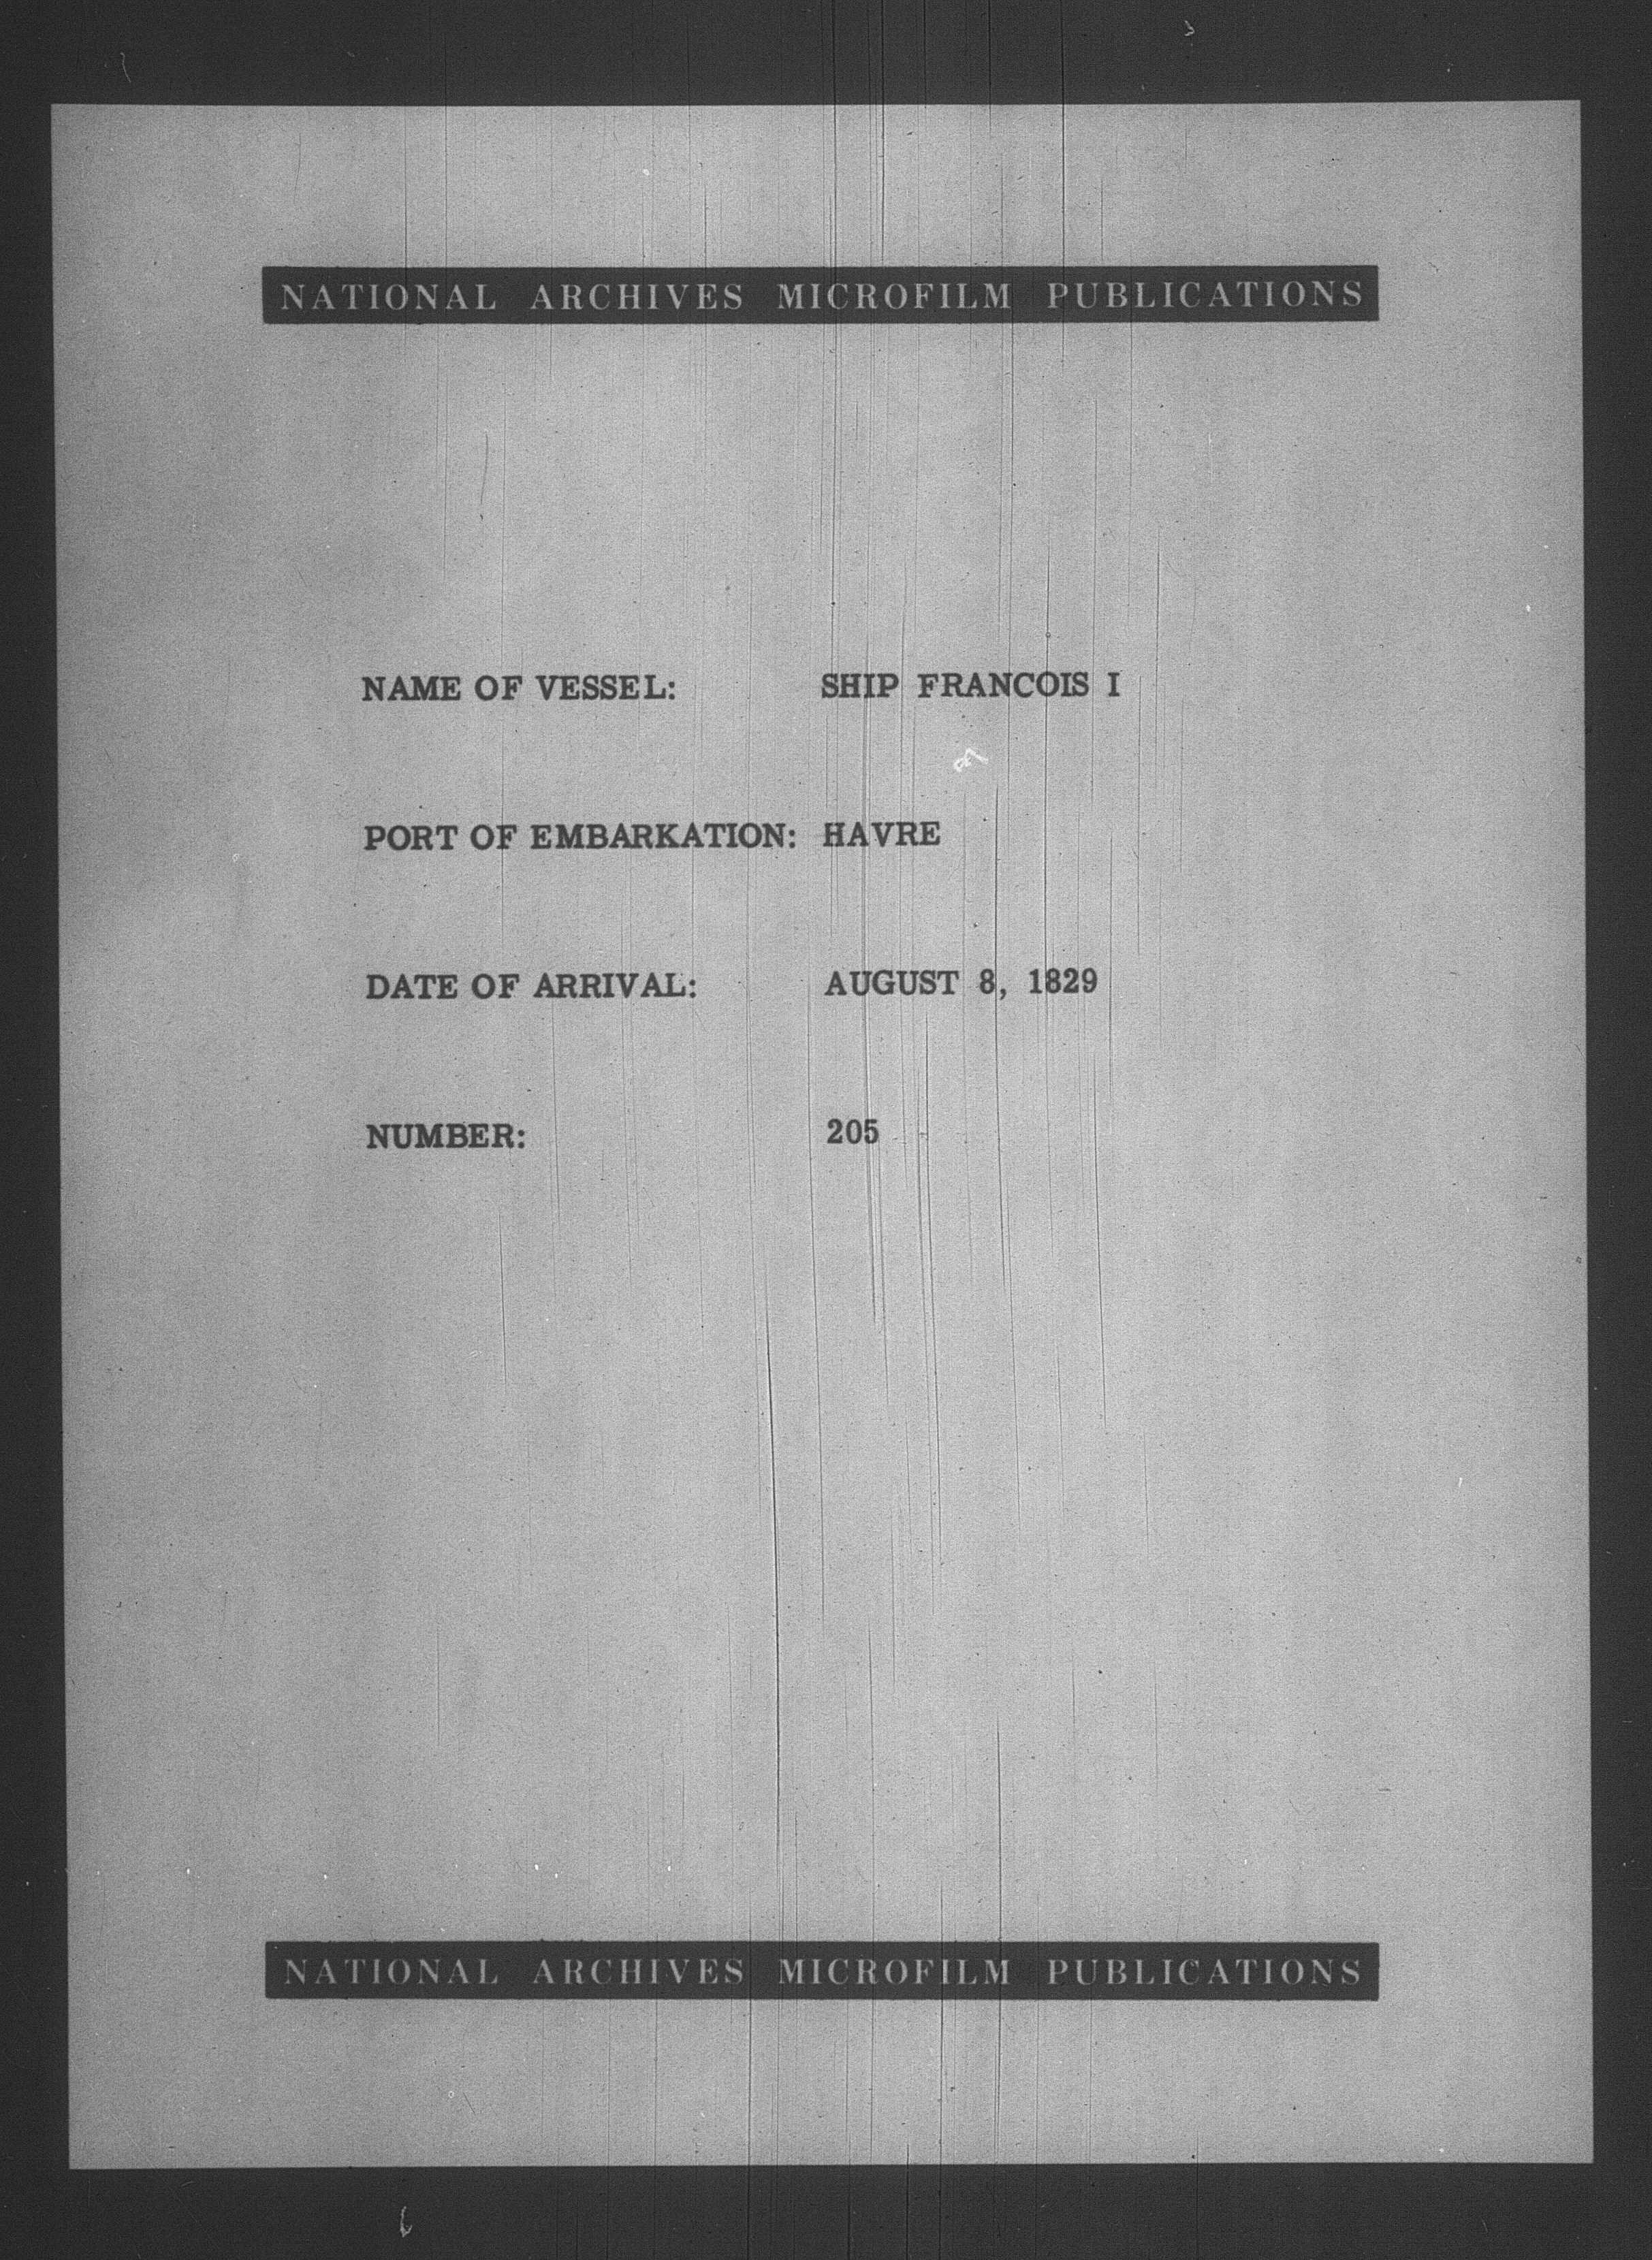 NATIONAL ARCHIVES MICROFILM PUBLICATIONS
NAME OF VESSEL: SHIP FRANCOIS I
PORT OF EMBARKATION: HAVRE
DATE OF ARRIVAL: AUGUST 8, 1829
NUMBER: 205
NATIONAL ARCHIVES MICROFILM PUBLICATIONS